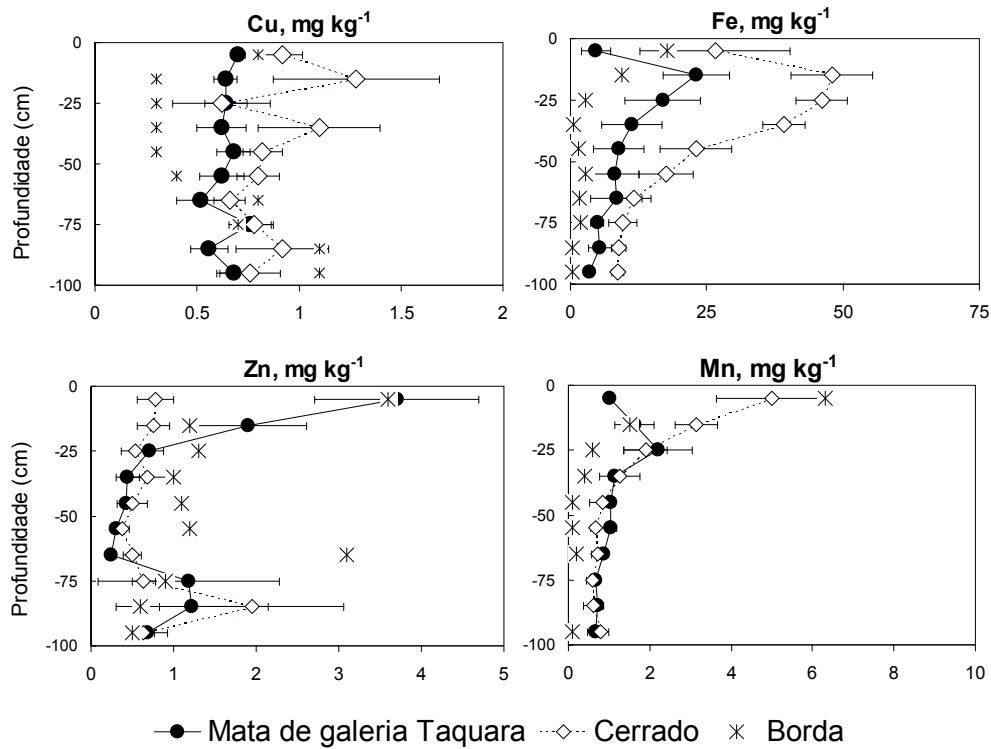 Cu, mg kg-1
Profundidade (cm)
0
-25
-50
-75
-100
0 0.5 1 1.5 2
Fe, mg kg-1
0
-25
-50
-75
-100
0 25 50 75
Zn, mg kg-1
Profundidade (cm)
0
-25
-50
-75
-100
0 1 2 3 4 5
Mn, mg kg-1
0
-25
-50
-75
-100
0 2 4 6 8 10
Mata de galeria Taquara Cerrado Borda